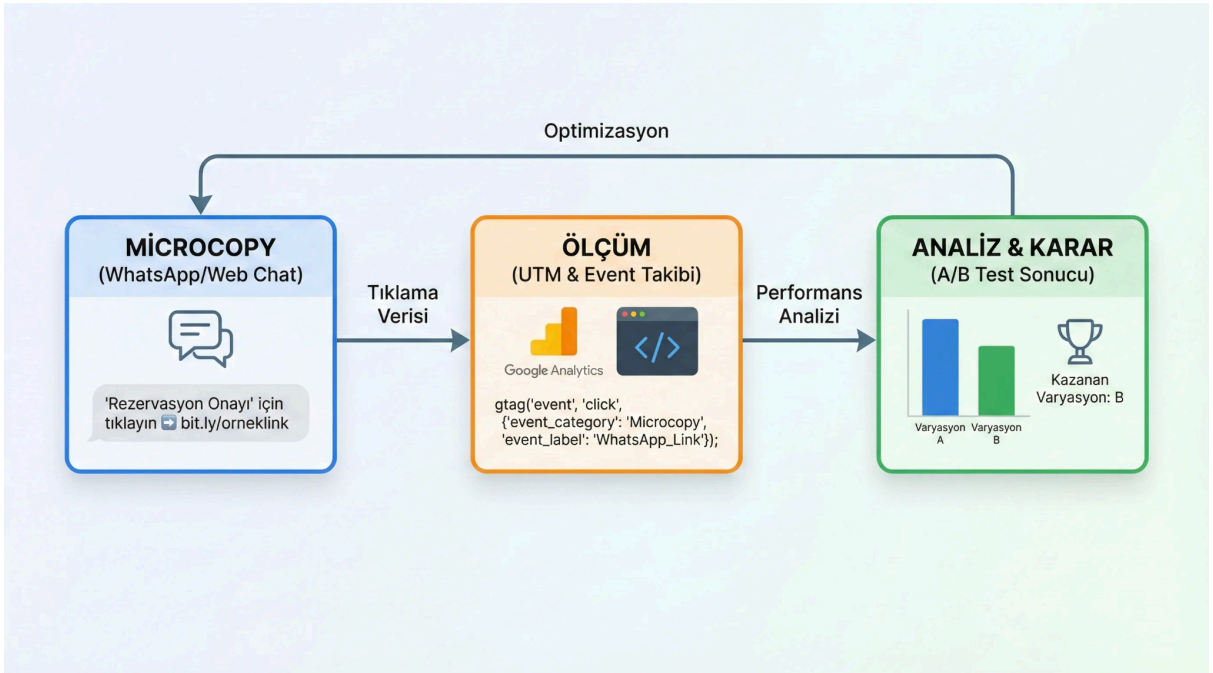 Optimizasyon
MİCROCOPY
(WhatsApp/Web Chat)
'Rezervasyon Onayı' için
tıklayın ➡️ bit.ly/orneklink
Tıklama
Verisi
ÖLÇÜM
(UTM & Event Takibi)
Google Analytics
</>
gtag('event', 'click',
{'event_category': 'Microcopy',
'event_label': 'WhatsApp_Link'});
Performans
Analizi
ANALİZ & KARAR
(A/B Test Sonucu)
Kazanan
Varyasyon: B
Varyasyon
A
Varyasyon
B